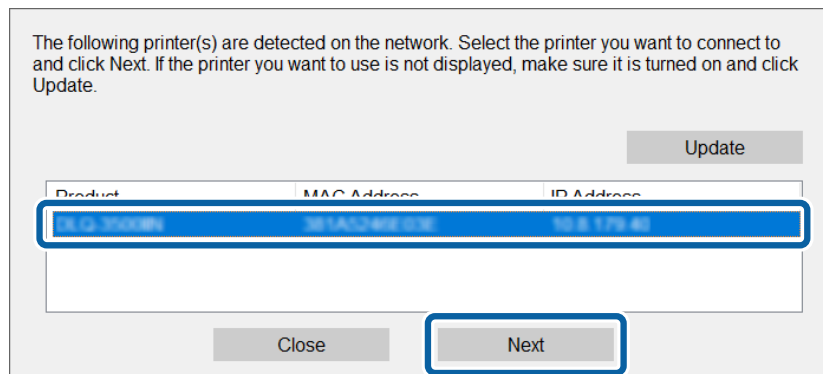 The following printer(s) are detected on the network. Select the printer you want to connect to
and click Next. If the printer you want to use is not displayed, make sure it is turned on and click
Update.
Update
Product MAC Address IP Address
Close Next